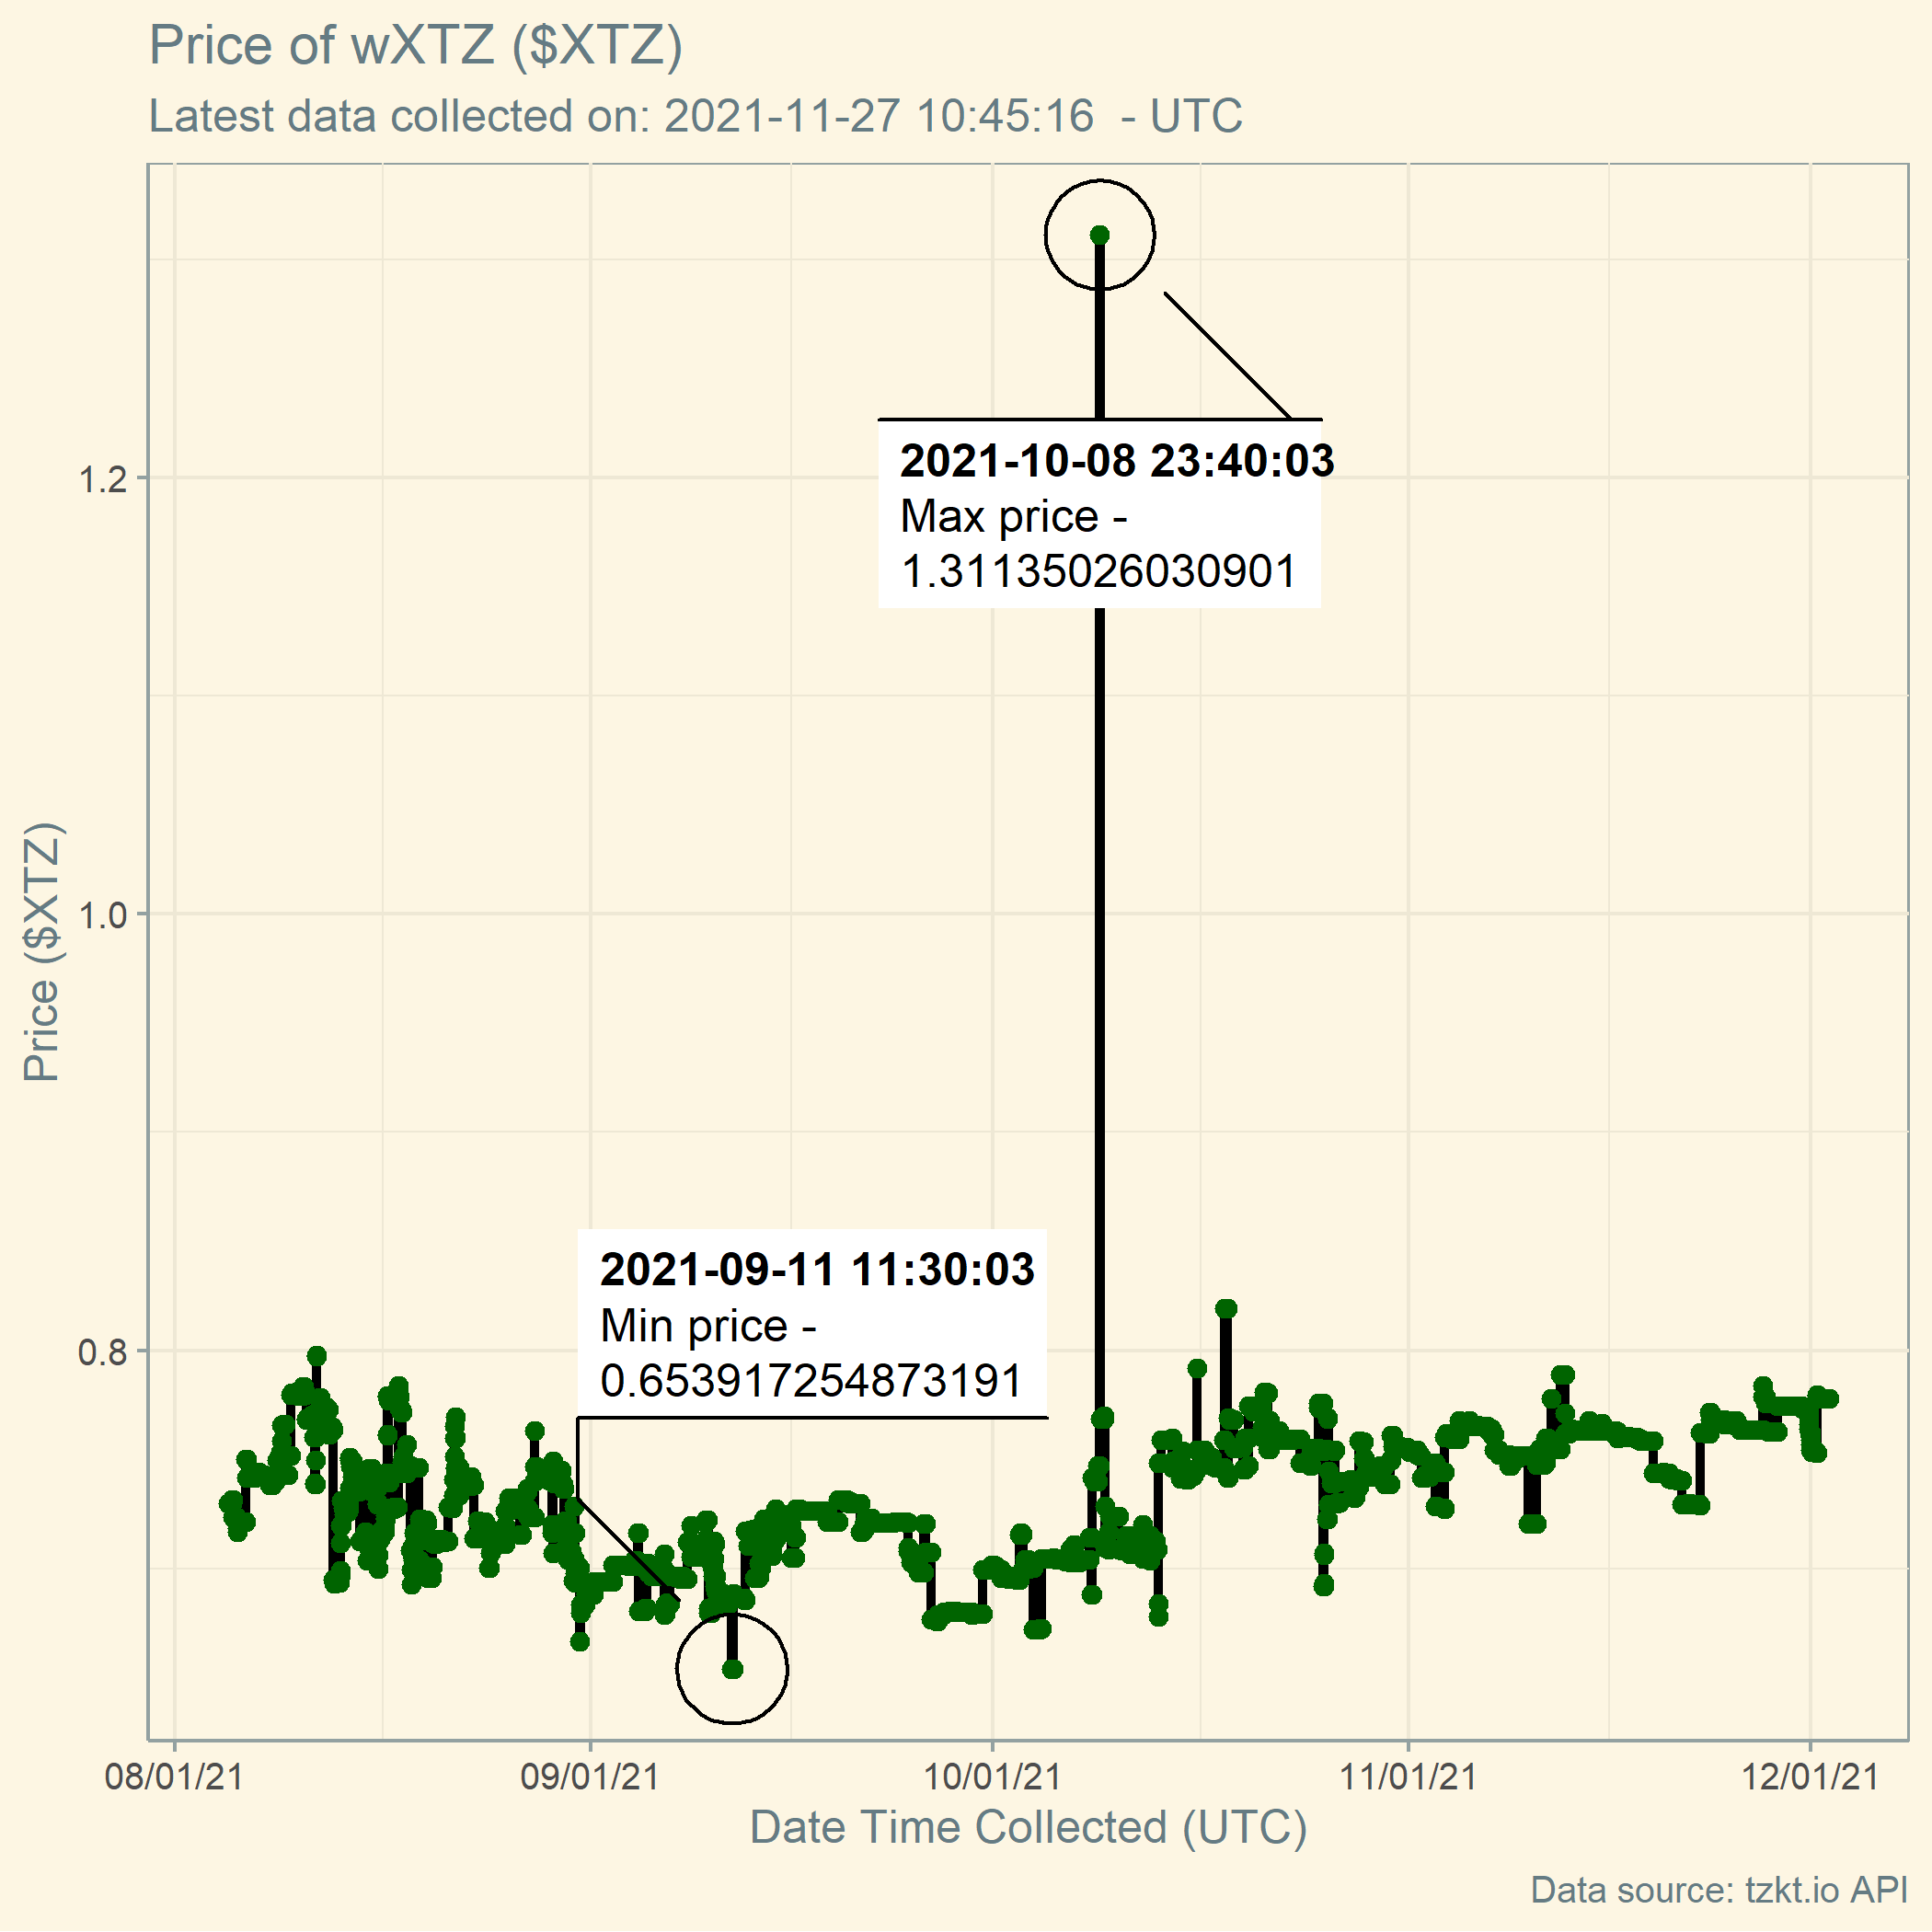 Price of wXTZ ($XTZ)
Latest data collected on: 2021-11-27 10:45:16 - UTC
2021-10-08 23:40:03
Max price -
1.31135026030901
1.2
1.0
Price ($XTZ)
2021-09-11 11:30:03
Min price -
0.653917254873191
0.8
08/01/21 09/01/21 10/01/21 11/01/21 12/01/21
Date Time Collected (UTC)
Data source: tzkt.io API